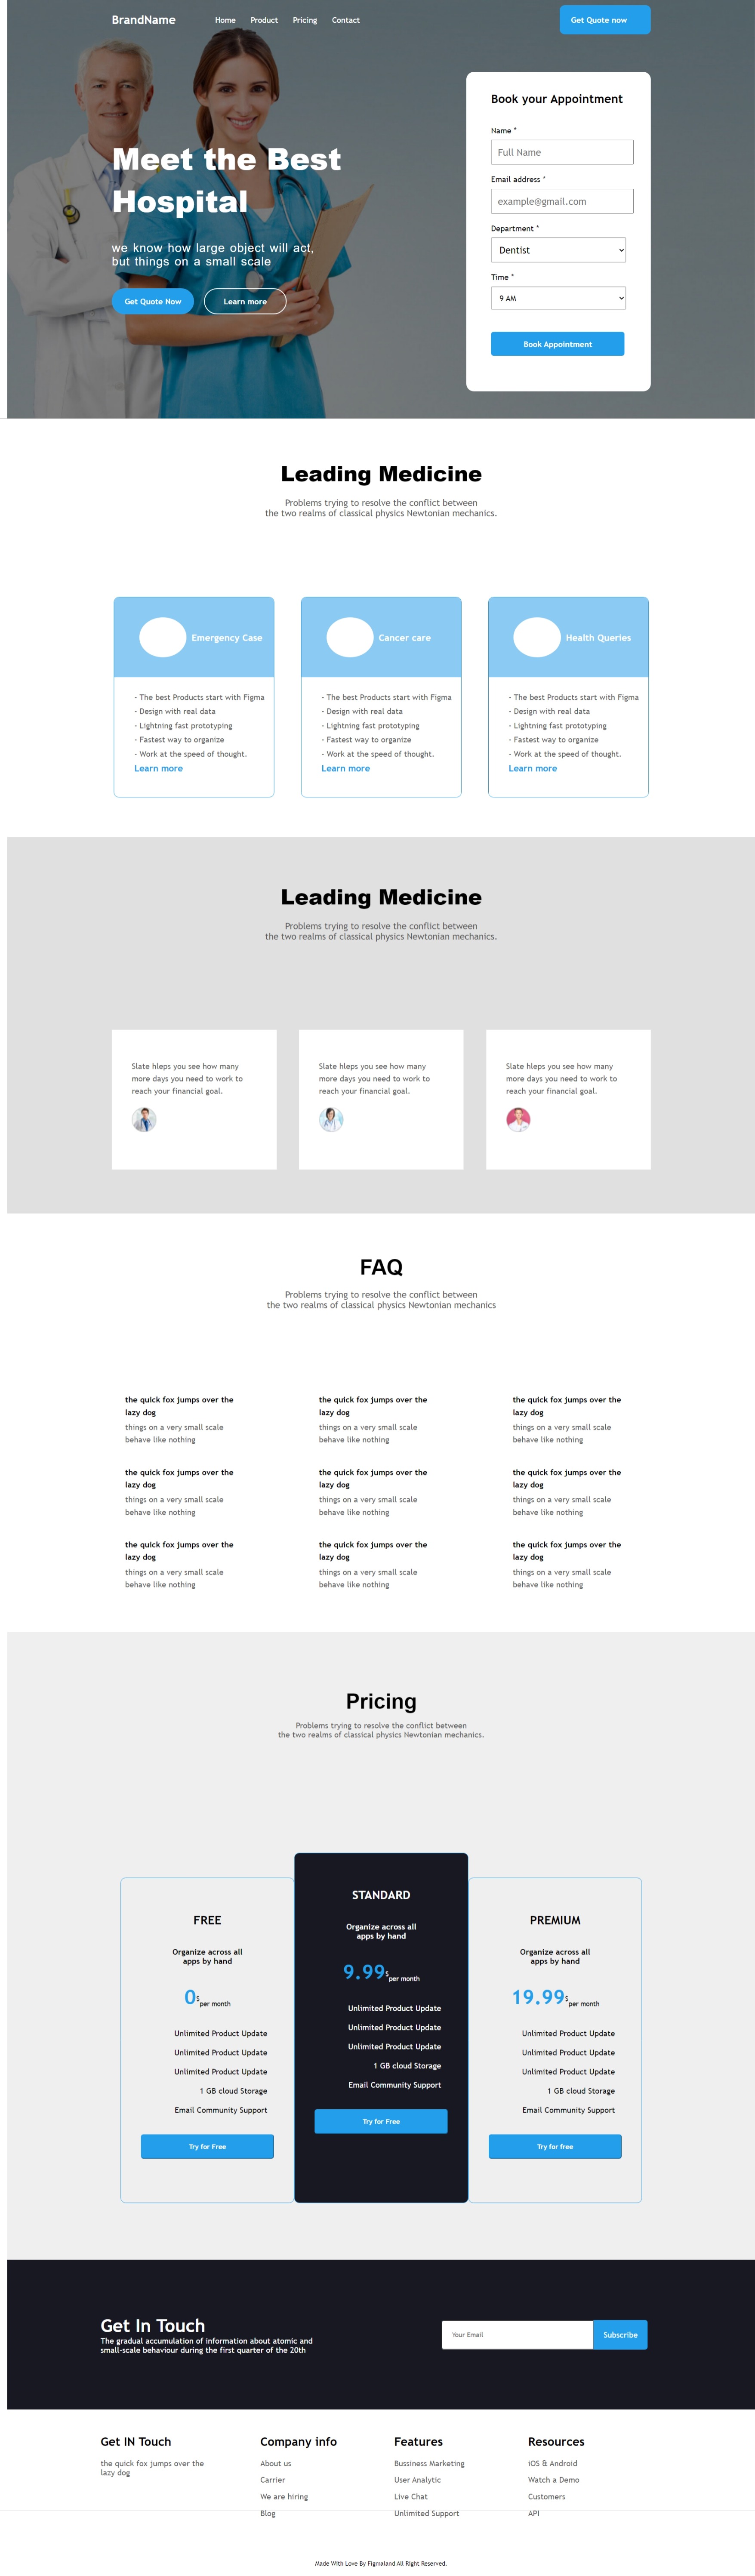 BrandName
Home Product Pricing Contact
Get Quote now
Meet the Best
Hospital
we know how large object will act,
but things on a small scale
Get Quote Now
Learn more
Book your Appointment
Name *
Full Name
Email address *
example@gmail.com
Department *
Dentist
Time *
9 AM
Book Appointment
Leading Medicine
Problems trying to resolve the conflict between
the two realms of classical physics Newtonian mechanics.
Emergency Case
- The best Products start with Figma
- Design with real data
- Lightning fast prototyping
- Fastest way to organize
- Work at the speed of thought.
Learn more
Cancer care
- The best Products start with Figma
- Design with real data
- Lightning fast prototyping
- Fastest way to organize
- Work at the speed of thought.
Learn more
Health Queries
- The best Products start with Figma
- Design with real data
- Lightning fast prototyping
- Fastest way to organize
- Work at the speed of thought.
Learn more
Leading Medicine
Problems trying to resolve the conflict between
the two realms of classical physics Newtonian mechanics.
Slate hleps you see how many
more days you need to work to
reach your financial goal.
Slate hleps you see how many
more days you need to work to
reach your financial goal.
Slate hleps you see how many
more days you need to work to
reach your financial goal.
FAQ
Problems trying to resolve the conflict between
the two realms of classical physics Newtonian mechanics
the quick fox jumps over the
lazy dog
things on a very small scale
behave like nothing
the quick fox jumps over the
lazy dog
things on a very small scale
behave like nothing
the quick fox jumps over the
lazy dog
things on a very small scale
behave like nothing
the quick fox jumps over the
lazy dog
things on a very small scale
behave like nothing
the quick fox jumps over the
lazy dog
things on a very small scale
behave like nothing
the quick fox jumps over the
lazy dog
things on a very small scale
behave like nothing
the quick fox jumps over the
lazy dog
things on a very small scale
behave like nothing
the quick fox jumps over the
lazy dog
things on a very small scale
behave like nothing
the quick fox jumps over the
lazy dog
things on a very small scale
behave like nothing
Pricing
Problems trying to resolve the conflict between
the two realms of classical physics Newtonian mechanics.
FREE
Organize across all
apps by hand
0$per month
Unlimited Product Update
Unlimited Product Update
Unlimited Product Update
1 GB cloud Storage
Email Community Support
Try for Free
STANDARD
Organize across all
apps by hand
9.99$per month
Unlimited Product Update
Unlimited Product Update
Unlimited Product Update
1 GB cloud Storage
Email Community Support
Try for Free
PREMIUM
Organize across all
apps by hand
19.99$per month
Unlimited Product Update
Unlimited Product Update
Unlimited Product Update
1 GB cloud Storage
Email Community Support
Try for free
Get In Touch
The gradual accumulation of information about atomic and
small-scale behaviour during the first quarter of the 20th
Your Email
Subscribe
Get IN Touch
the quick fox jumps over the
lazy dog
Company info
About us
Carrier
We are hiring
Blog
Features
Bussiness Marketing
User Analytic
Live Chat
Unlimited Support
Resources
iOS & Android
Watch a Demo
Customers
API
Made With Love By Figmaland All Right Reserved.